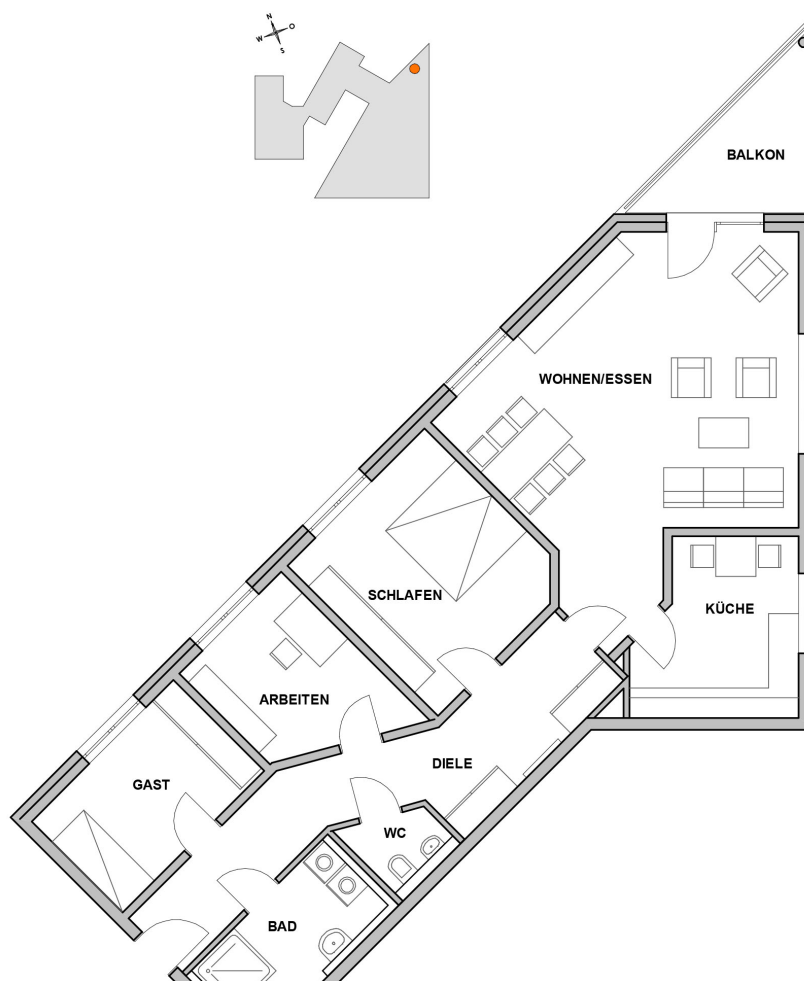 N
W O
S
BALKON
WOHNEN/ESSEN
SCHLAFEN
KÜCHE
ARBEITEN
DIELE
GAST
WC
BAD